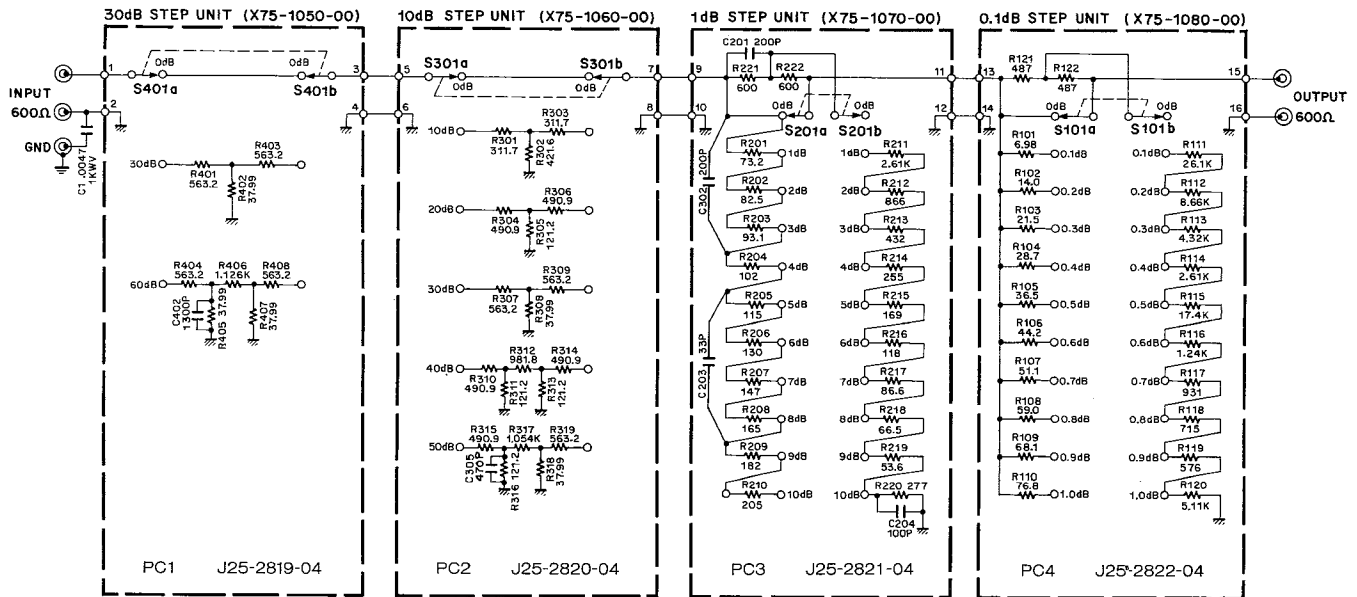 30dB STEP UNIT (X75-1050-00)
10dB STEP UNIT (X75-1060-00)
1dB STEP UNIT (X75-1070-00)
0.1dB STEP UNIT (X75-1080-00)
INPUT
600Ω
GND
C1 .0047
1KWV
1
2
0dB
0dB
S401a
S401b
3
4
30dB
R401
563.2
R403
563.2
R402
37.99
60dB
R404
563.2
R406
1.126K
R408
563.2
C402
1300P
R405 37.99
R407
37.99
PC1 J25-2819-04
5
6
S301a
0dB
S301b
0dB
7
8
10dB
R301
311.7
R303
311.7
R302
421.6
20dB
R304
490.9
R306
490.9
R305
121.2
30dB
R307
563.2
R309
563.2
R308
37.99
40dB
R310
490.9
R312
981.8
R314
490.9
R311
121.2
R313
121.2
50dB
R315
490.9
R317
1.054K
R319
563.2
C305
470P
R316 121.2
R318
37.99
PC2 J25-2820-04
9
10
C201 200P
R221
600
R222
600
0dB
0dB
S201a
S201b
11
12
200P
C302
33P
C203
R201
73.2
1dB
R202
82.5
2dB
R203
93.1
3dB
R204
102
4dB
R205
115
5dB
R206
130
6dB
R207
147
7dB
R208
165
8dB
R209
182
9dB
R210
205
10dB
1dB
R211
2.61K
2dB
R212
866
3dB
R213
432
4dB
R214
255
5dB
R215
169
6dB
R216
118
7dB
R217
86.6
8dB
R218
66.5
9dB
R219
53.6
10dB
R220 277
C204
100P
PC3 J25-2821-04
13
14
R121
487
R122
487
0dB
0dB
S101a
S101b
15
16
OUTPUT
600Ω
R101
6.98
0.1dB
R102
14.0
0.2dB
R103
21.5
0.3dB
R104
28.7
0.4dB
R105
36.5
0.5dB
R106
44.2
0.6dB
R107
51.1
0.7dB
R108
59.0
0.8dB
R109
68.1
0.9dB
R110
76.8
1.0dB
0.1dB
R111
26.1K
0.2dB
R112
8.66K
0.3dB
R113
4.32K
0.4dB
R114
2.61K
0.5dB
R115
17.4K
0.6dB
R116
1.24K
0.7dB
R117
931
0.8dB
R118
715
0.9dB
R119
576
1.0dB
R120
5.11K
PC4 J25-2822-04